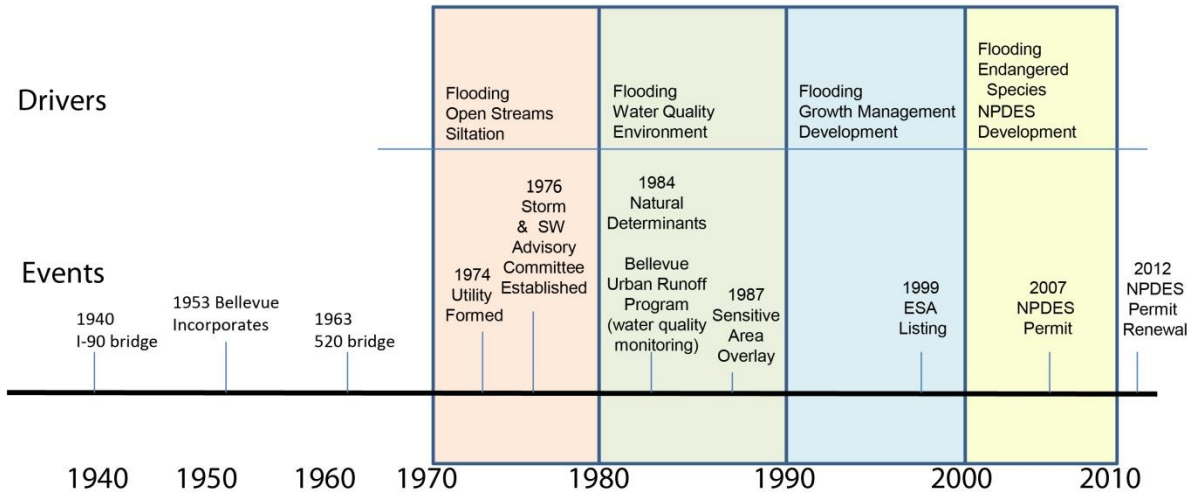 Drivers
Flooding
Open Streams
Siltation
Flooding
Water Quality
Environment
Flooding
Growth Management
Development
Flooding
Endangered
Species
NPDES
Development
Events
1940
I-90 bridge
1953 Bellevue
Incorporates
1963
520 bridge
1974
Utility
Formed
1976
Storm
& SW
Advisory
Committee
Established
1984
Natural
Determinants
Bellevue
Urban Runoff
Program
(water quality
monitoring)
1987
Sensitive
Area
Overlay
1999
ESA
Listing
2007
NPDES
Permit
2012
NPDES
Permit
Renewal
1940 1950 1960 1970 1980 1990 2000 2010